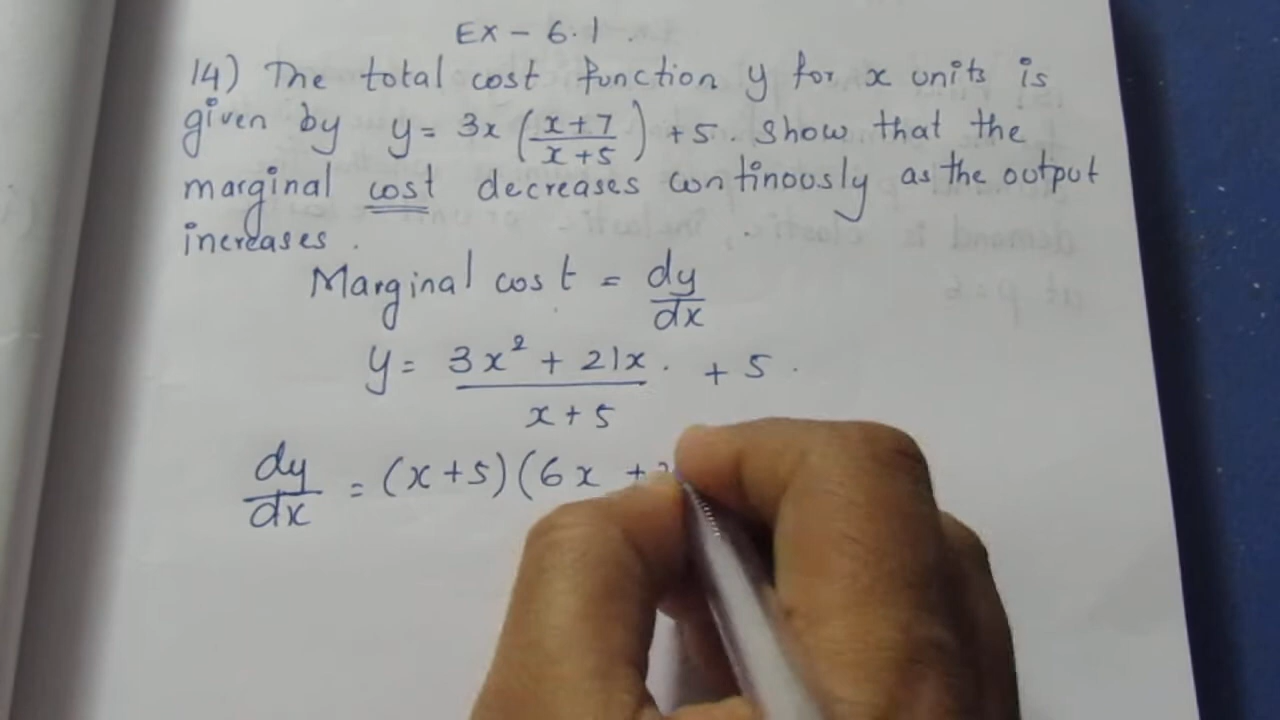 Ex - 6.1
14) The total cost function y for x units is
given by y = 3x (x+7 / x+5) + 5. Show that the
marginal cost decreases continously as the output
increases.
Marginal cost = dy/dx
y = 3x² + 21x. / x+5 + 5.
dy/dx = (x+5)(6x +